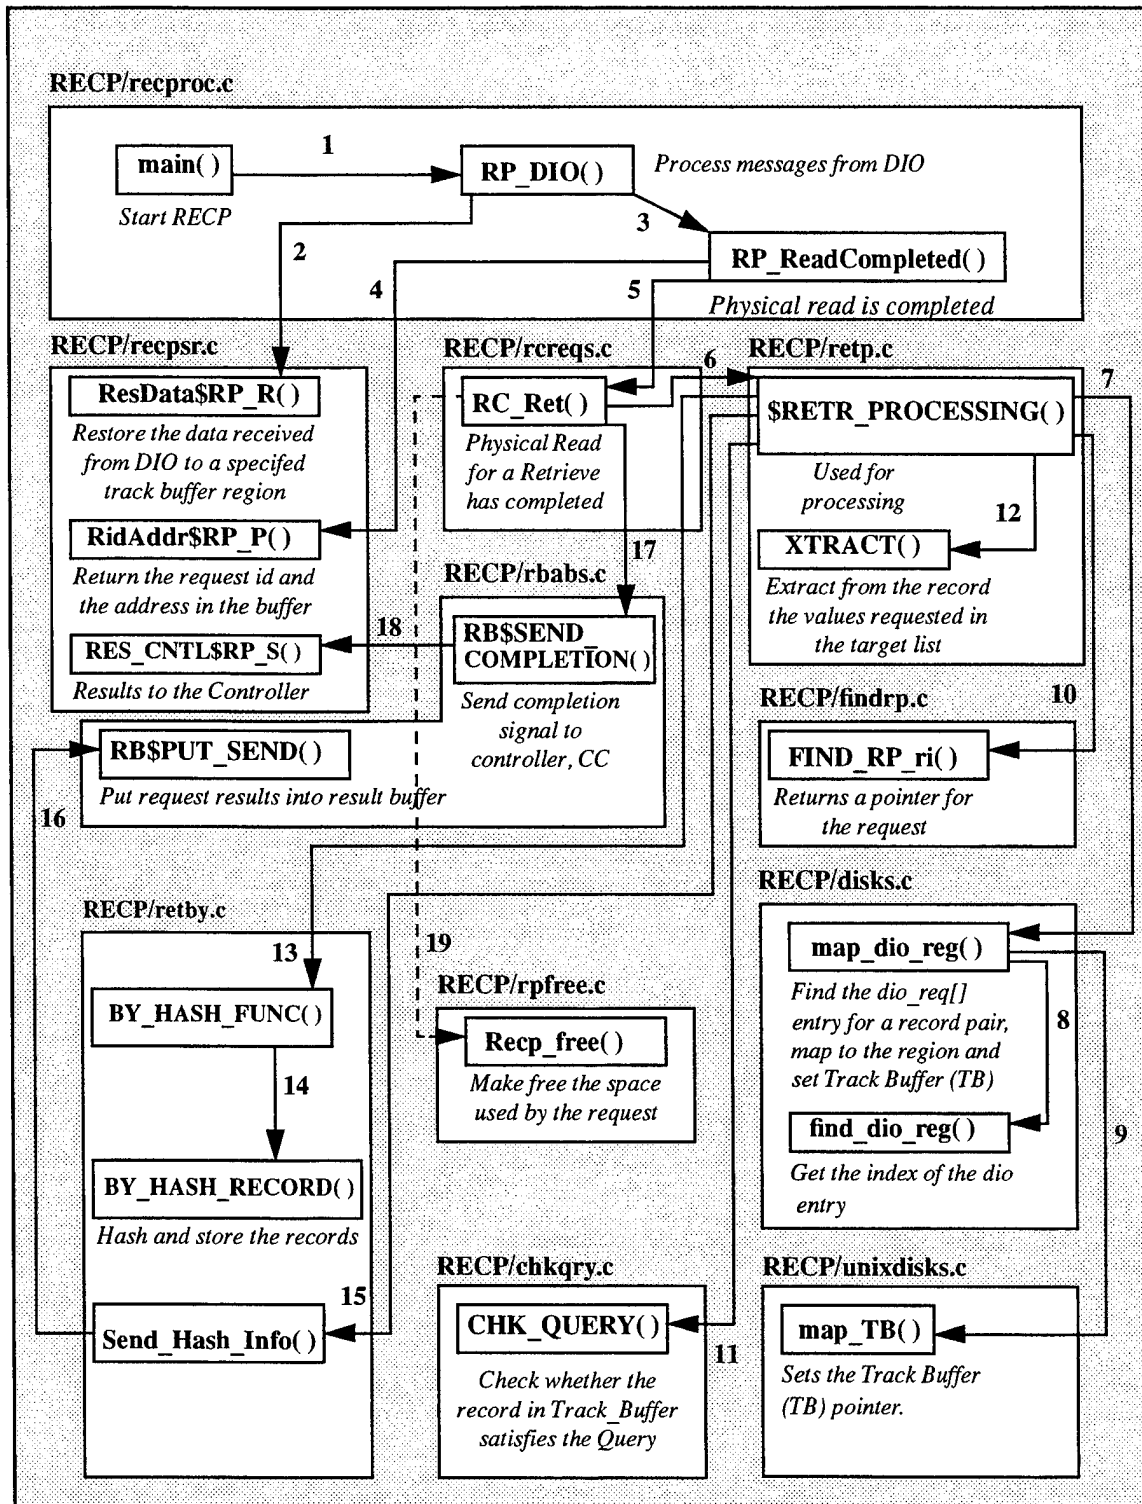 RECP/recproc.c
main( )
1
RP_DIO( )
Process messages from DIO
Start RECP
2
3
RP_ReadCompleted( )
4
5
Physical read is completed
RECP/recpsr.c
RECP/rcreqs.c
6
RECP/retp.c
7
ResData$RP_R( )
Restore the data received
from DIO to a specifed
track buffer region
RidAddr$RP_P( )
Return the request id and
the address in the buffer
RES_CNTL$RP_S( )
Results to the Controller
RC_Ret( )
Physical Read
for a Retrieve
has completed
17
$RETR_PROCESSING( )
Used for
processing
12
XTRACT( )
Extract from the record
the values requested in
the target list
RECP/rbabs.c
18
RB$SEND_
COMPLETION( )
Send completion
signal to
controller, CC
RB$PUT_SEND( )
Put request results into result buffer
16
10
RECP/findrp.c
FIND_RP_ri( )
Returns a pointer for
the request
RECP/retby.c
13
BY_HASH_FUNC( )
14
BY_HASH_RECORD( )
Hash and store the records
15
Send_Hash_Info( )
19
RECP/rpfree.c
Recp_free( )
Make free the space
used by the request
RECP/disks.c
map_dio_reg( )
Find the dio_req[]
entry for a record pair,
map to the region and
set Track Buffer (TB)
8
find_dio_reg( )
9
Get the index of the dio
entry
RECP/chkqry.c
CHK_QUERY( )
11
Check whether the
record in Track_Buffer
satisfies the Query
RECP/unixdisks.c
map_TB( )
Sets the Track Buffer
(TB) pointer.